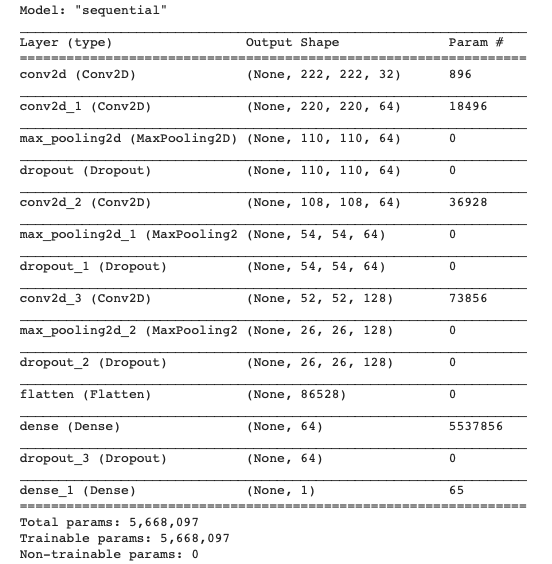 Model: "sequential"
Layer (type) Output Shape Param #
conv2d (Conv2D) (None, 222, 222, 32) 896
conv2d_1 (Conv2D) (None, 220, 220, 64) 18496
max_pooling2d (MaxPooling2D) (None, 110, 110, 64) 0
dropout (Dropout) (None, 110, 110, 64) 0
conv2d_2 (Conv2D) (None, 108, 108, 64) 36928
max_pooling2d_1 (MaxPooling2 (None, 54, 54, 64) 0
dropout_1 (Dropout) (None, 54, 54, 64) 0
conv2d_3 (Conv2D) (None, 52, 52, 128) 73856
max_pooling2d_2 (MaxPooling2 (None, 26, 26, 128) 0
dropout_2 (Dropout) (None, 26, 26, 128) 0
flatten (Flatten) (None, 86528) 0
dense (Dense) (None, 64) 5537856
dropout_3 (Dropout) (None, 64) 0
dense_1 (Dense) (None, 1) 65
Total params: 5,668,097
Trainable params: 5,668,097
Non-trainable params: 0